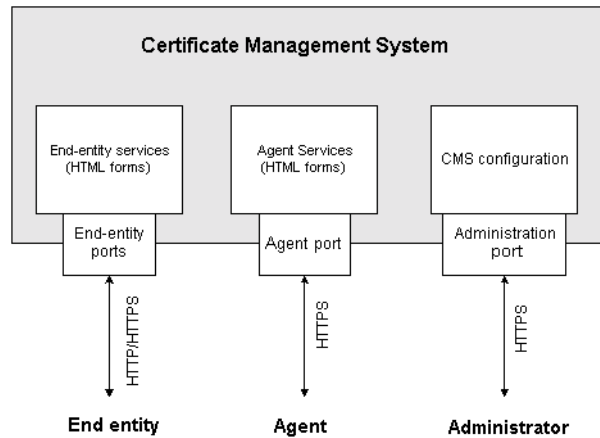 Certificate Management System
End-entity services
(HTML forms)
Agent Services
(HTML forms)
CMS configuration
End-entity
ports
Agent port
Administration
port
HTTP/HTTPS
HTTPS
HTTPS
End entity
Agent
Administrator